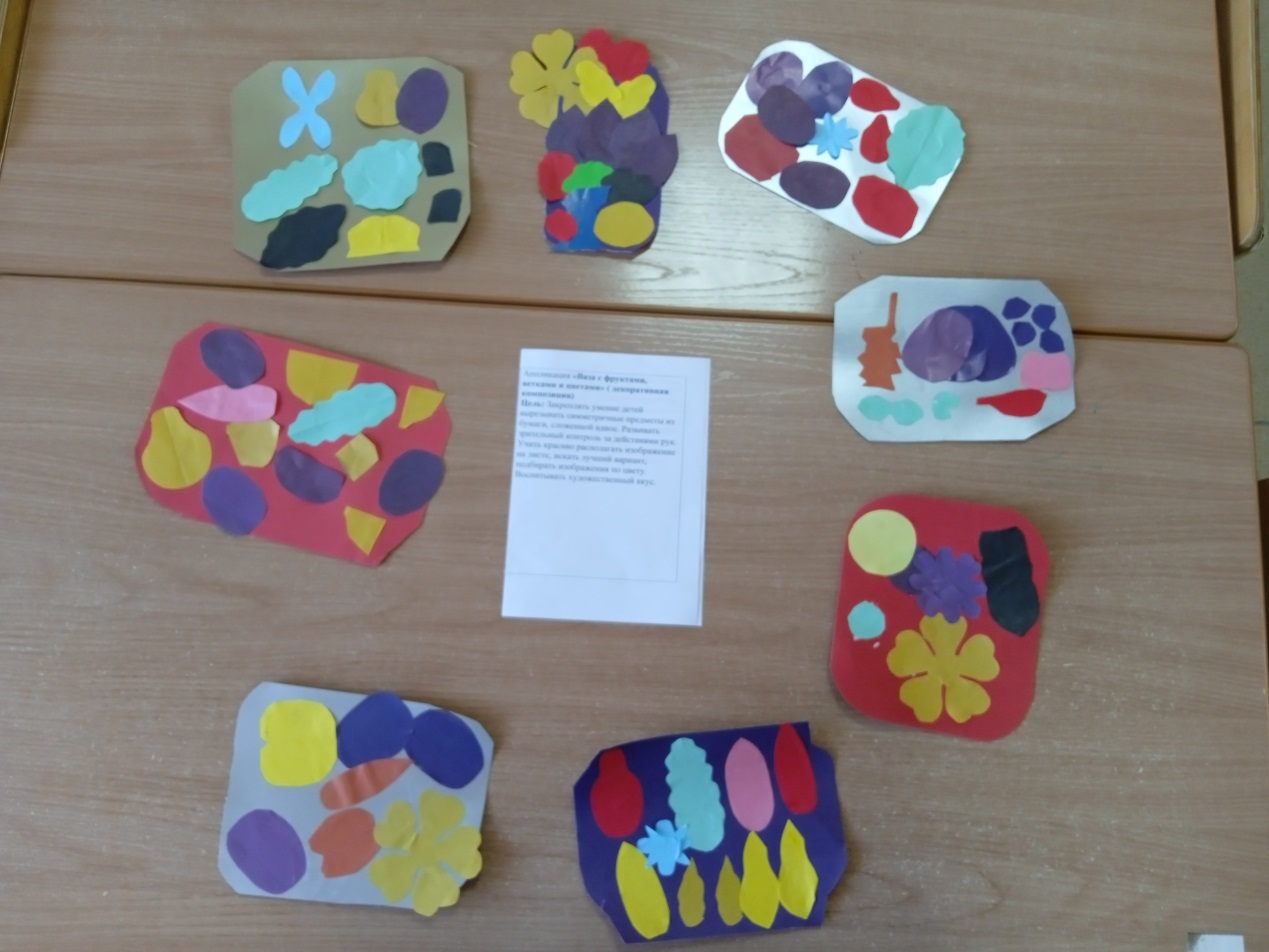 Аппликация «Ваза с фруктами,
ветками и цветами» ( декоративная
композиция)
Цель: Закреплять умение детей
вырезывать симметричные предметы из
бумаги, сложенной вдвое. Развивать
зрительный контроль за действиями рук.
Учить красиво располагать изображение
на листе, искать лучший вариант,
подбирать изображения по цвету.
Воспитывать художественный вкус.